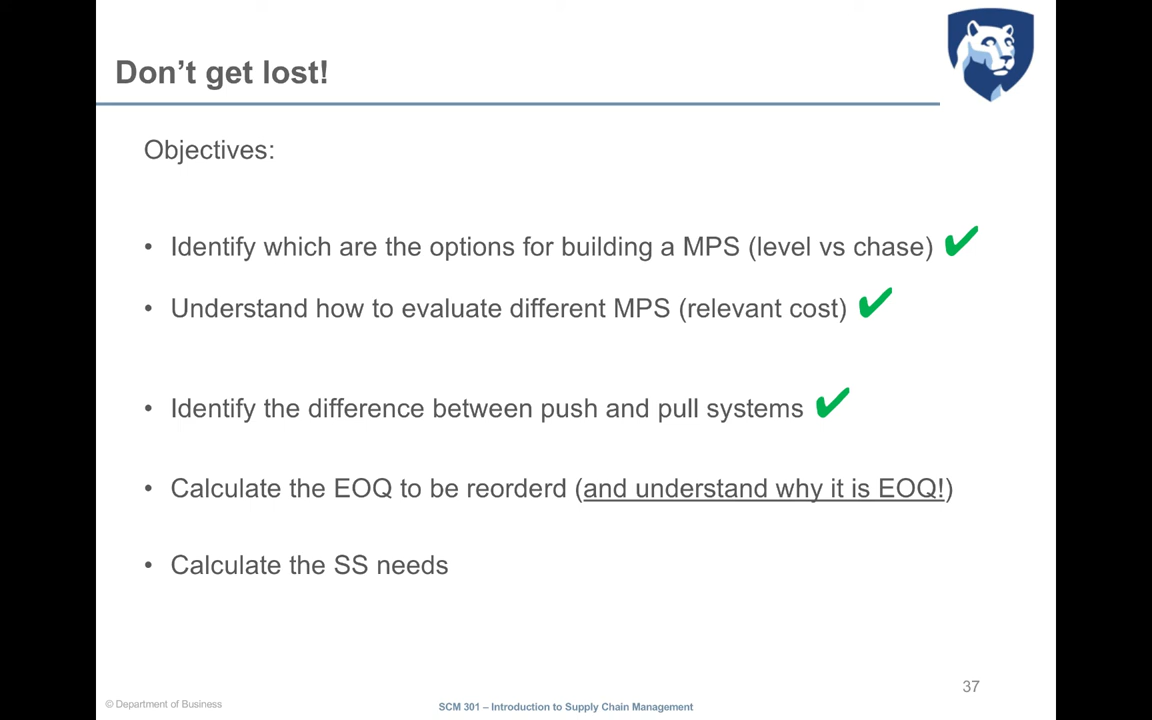 Don't get lost!
Objectives:
• Identify which are the options for building a MPS (level vs chase) ✔
• Understand how to evaluate different MPS (relevant cost) ✔
• Identify the difference between push and pull systems ✔
• Calculate the EOQ to be reorderd (and understand why it is EOQ!)
• Calculate the SS needs
37
© Department of Business
SCM 301 – Introduction to Supply Chain Management